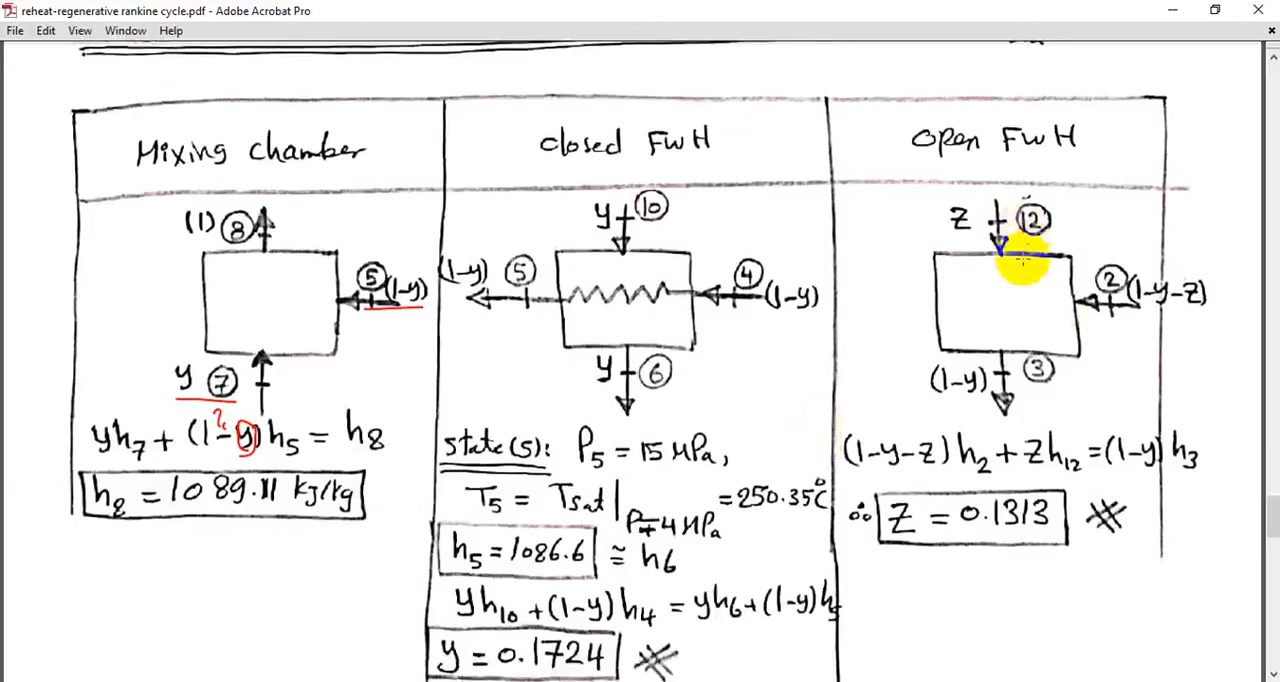 reheat-regenerative rankine cycle.pdf - Adobe Acrobat Pro
File Edit View Window Help
Mixing chamber
(1) 8
5 (1-y)
y 7
?
yh7 + (1-y)h5 = h8
h8 = 1089.11 kJ/kg
closed FWH
y 10
(1-y) 5
4 (1-y)
y 6
state(5): P5 = 15 MPa,
T5 = Tsat | P=4 MPa = 250.35°C
h5 = 1086.6 ≅ h6
yh10 + (1-y)h4 = yh6 + (1-y)h5
y = 0.1724
open FWH
z 12
2 (1-y-z)
(1-y) 3
(1-y-z)h2 + zh12 = (1-y)h3
∴ z = 0.1313